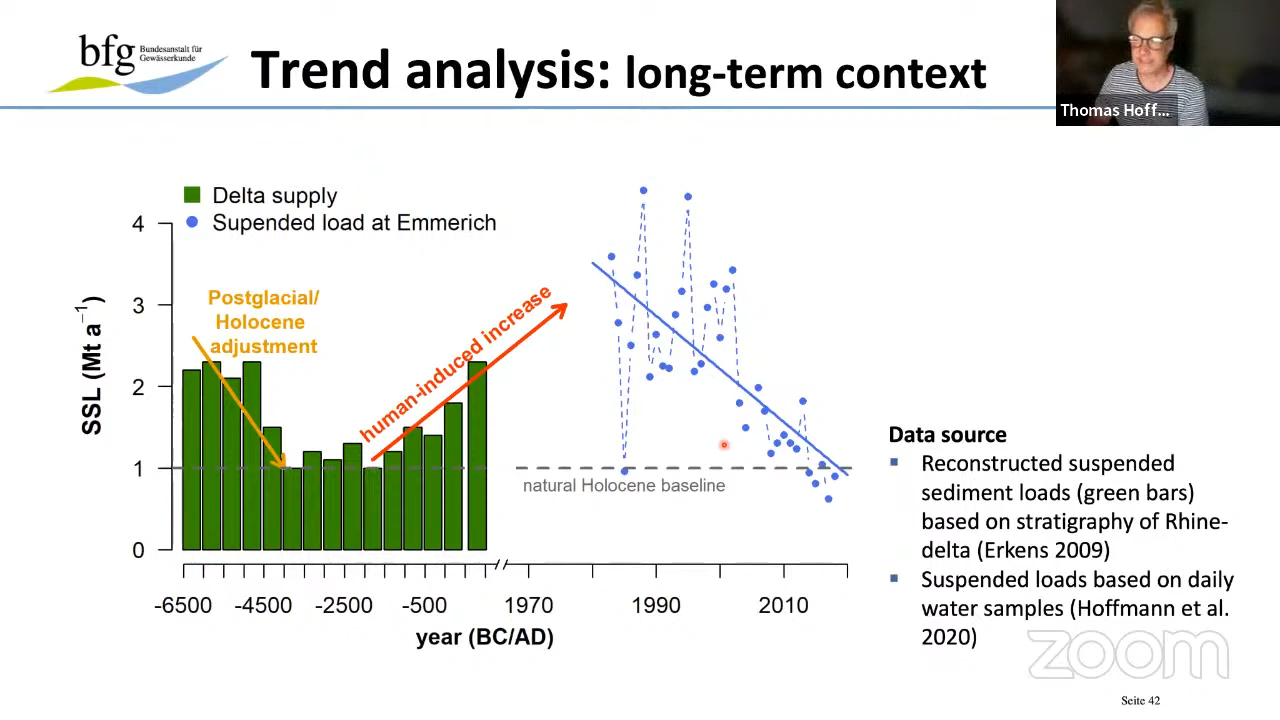 bfg Bundesanstalt für
Gewässerkunde
Trend analysis: long-term context
Thomas Hoff...
Delta supply
Supended load at Emmerich
Postglacial/
Holocene
adjustment
human-induced increase
natural Holocene baseline
SSL (Mt a⁻¹)
4
3
2
1
0
-6500 -4500 -2500 -500 1970 1990 2010
year (BC/AD)
Data source
Reconstructed suspended
sediment loads (green bars)
based on stratigraphy of Rhine-
delta (Erkens 2009)
Suspended loads based on daily
water samples (Hoffmann et al.
2020)
zoom
Seite 42